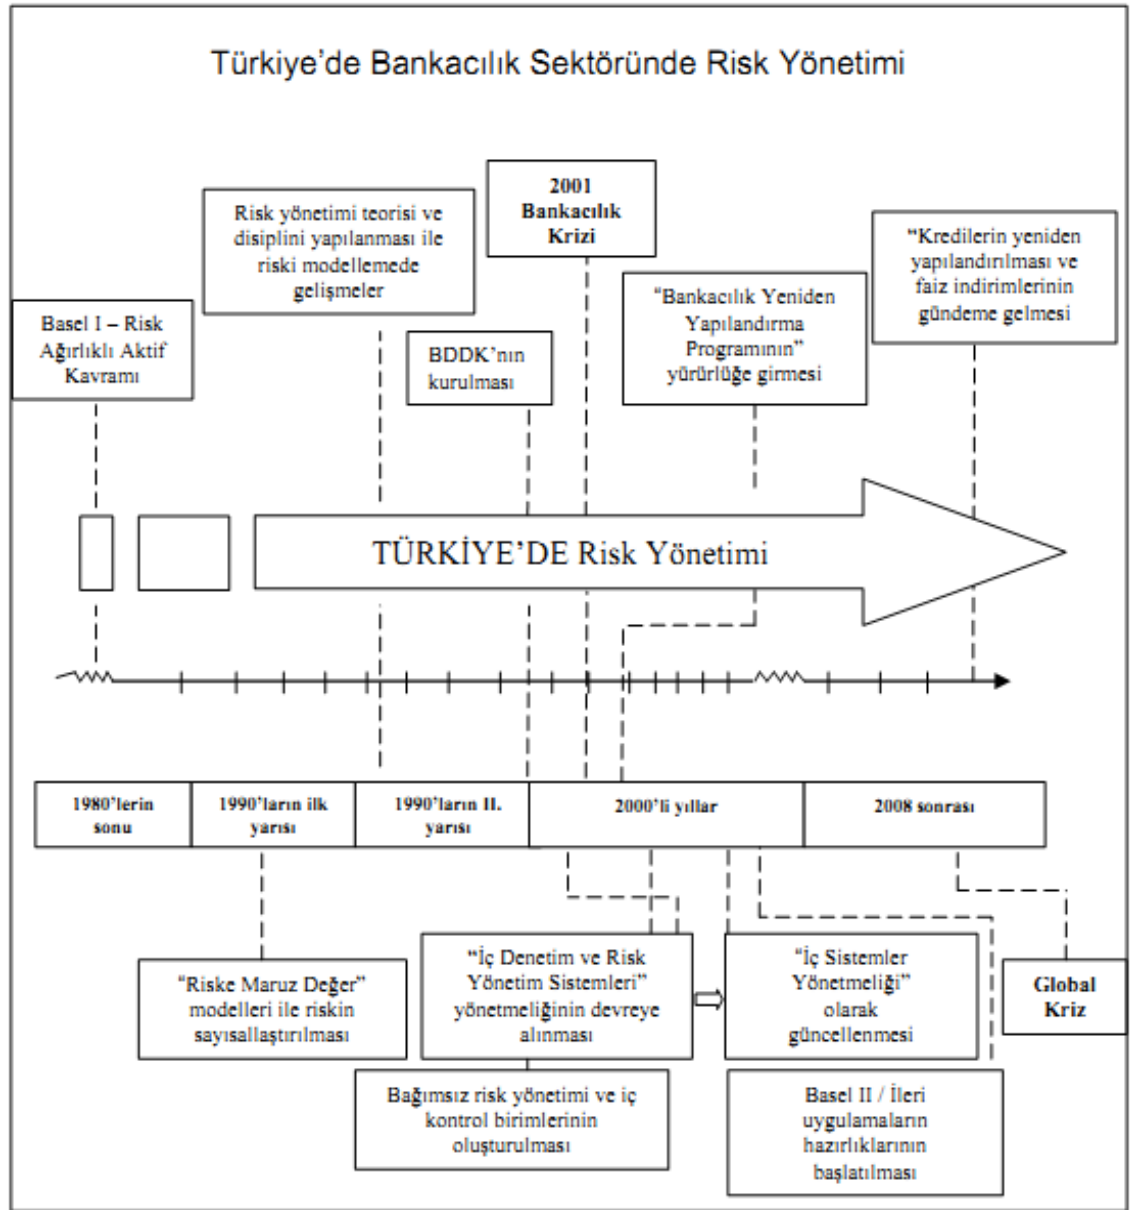 Türkiye’de Bankacılık Sektöründe Risk Yönetimi
2001
Bankacılık
Krizi
Risk yönetimi teorisi ve
disiplini yapılanması ile
riski modellemede
gelişmeler
“Kredilerin yeniden
yapılandırılması ve
faiz indirimlerinin
gündeme gelmesi
“Bankacılık Yeniden
Yapılandırma
Programının”
yürürlüğe girmesi
Basel I – Risk
Ağırlıklı Aktif
Kavramı
BDDK’nın
kurulması
TÜRKİYE’DE Risk Yönetimi
1980’lerin
sonu
1990’ların ilk
yarısı
1990’ların II.
yarısı
2000’li yıllar
2008 sonrası
“Riske Maruz Değer”
modelleri ile riskin
sayısallaştırılması
“İç Denetim ve Risk
Yönetim Sistemleri”
yönetmeliğinin devreye
alınması
“İç Sistemler
Yönetmeliği”
olarak
güncellenmesi
Global
Kriz
Bağımsız risk yönetimi ve iç
kontrol birimlerinin
oluşturulması
Basel II / İleri
uygulamaların
hazırlıklarının
başlatılması